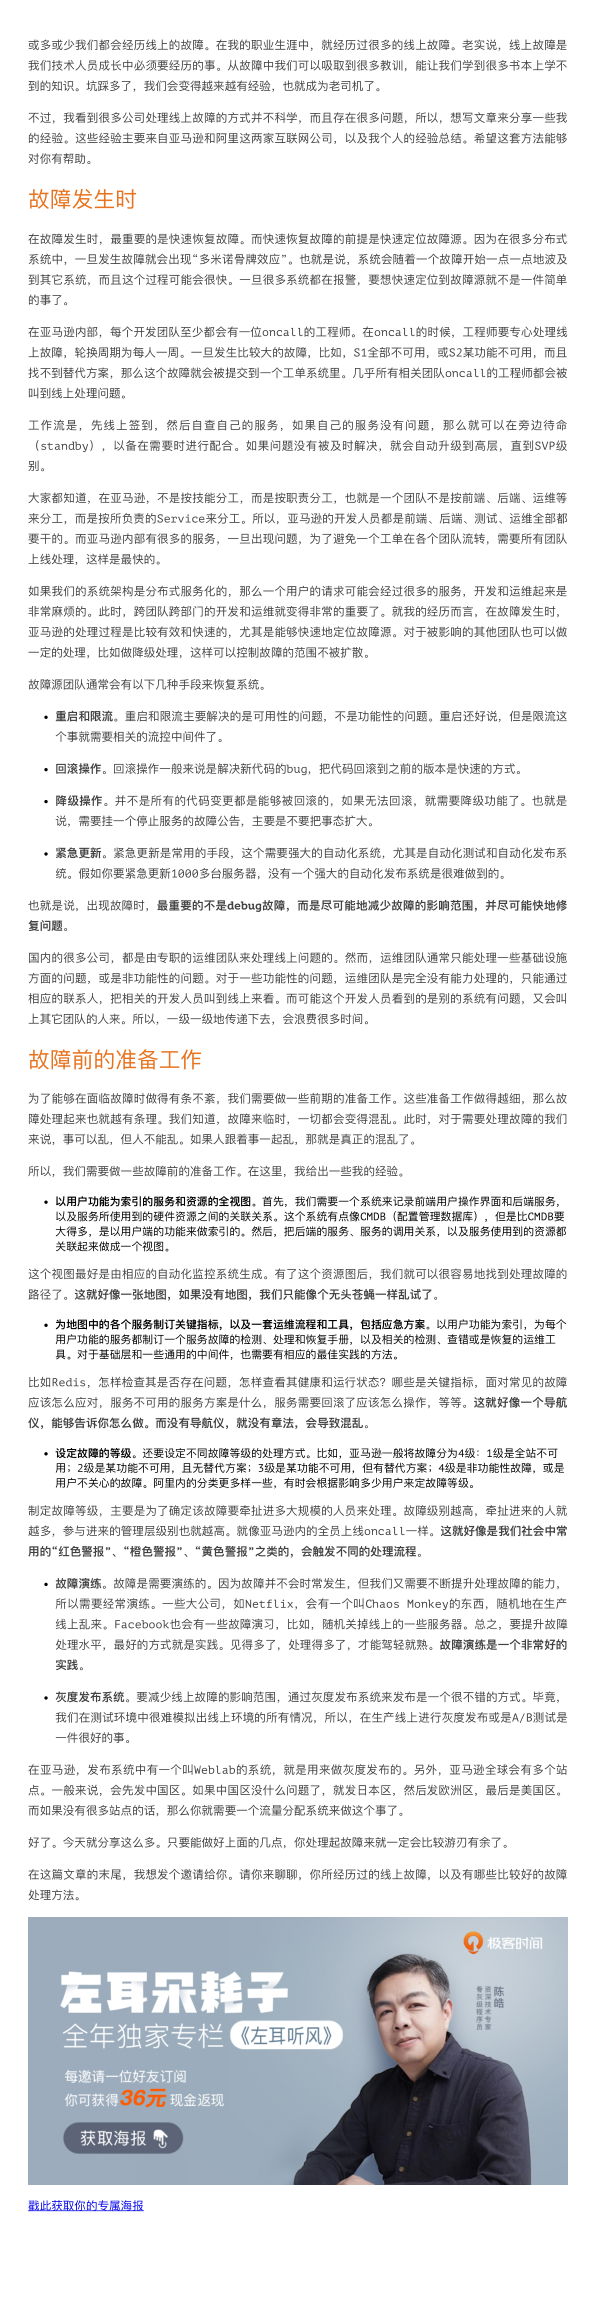 或多或少我们都会经历线上的故障。在我的职业生涯中，就经历过很多的线上故障。老实说，线上故障是
我们技术人员成长中必须要经历的事。从故障中我们可以吸取到很多教训，能让我们学到很多书本上学不
到的知识。坑踩多了，我们会变得越来越有经验，也就成为老司机了。
不过，我看到很多公司处理线上故障的方式并不科学，而且存在很多问题，所以，想写文章来分享一些我
的经验。这些经验主要来自亚马逊和阿里这两家互联网公司，以及我个人的经验总结。希望这套方法能够
对你有帮助。
故障发生时
在故障发生时，最重要的是快速恢复故障。而快速恢复故障的前提是快速定位故障源。因为在很多分布式
系统中，一旦发生故障就会出现“多米诺骨牌效应”。也就是说，系统会随着一个故障开始一点一点地波及
到其它系统，而且这个过程可能会很快。一旦很多系统都在报警，要想快速定位到故障源就不是一件简单
的事了。
在亚马逊内部，每个开发团队至少都会有一位oncall的工程师。在oncall的时候，工程师要专心处理线
上故障，轮换周期为每人一周。一旦发生比较大的故障，比如，S1全部不可用，或S2某功能不可用，而且
找不到替代方案，那么这个故障就会被提交到一个工单系统里。几乎所有相关团队oncall的工程师都会被
叫到线上处理问题。
工作流是，先线上签到，然后自查自己的服务，如果自己的服务没有问题，那么就可以在旁边待命
（standby），以备在需要时进行配合。如果问题没有被及时解决，就会自动升级到高层，直到SVP级
别。
大家都知道，在亚马逊，不是按技能分工，而是按职责分工，也就是一个团队不是按前端、后端、运维等
来分工，而是按所负责的Service来分工。所以，亚马逊的开发人员都是前端、后端、测试、运维全部都
要干的。而亚马逊内部有很多的服务，一旦出现问题，为了避免一个工单在各个团队流转，需要所有团队
上线处理，这样是最快的。
如果我们的系统架构是分布式服务化的，那么一个用户的请求可能会经过很多的服务，开发和运维起来是
非常麻烦的。此时，跨团队跨部门的开发和运维就变得非常的重要了。就我的经历而言，在故障发生时，
亚马逊的处理过程是比较有效和快速的，尤其是能够快速地定位故障源。对于被影响的其他团队也可以做
一定的处理，比如做降级处理，这样可以控制故障的范围不被扩散。
故障源团队通常会有以下几种手段来恢复系统。
• 重启和限流。重启和限流主要解决的是可用性的问题，不是功能性的问题。重启还好说，但是限流这
个事就需要相关的流控中间件了。
• 回滚操作。回滚操作一般来说是解决新代码的bug，把代码回滚到之前的版本是快速的方式。
• 降级操作。并不是所有的代码变更都是能够被回滚的，如果无法回滚，就需要降级功能了。也就是
说，需要挂一个停止服务的故障公告，主要是不要把事态扩大。
• 紧急更新。紧急更新是常用的手段，这个需要强大的自动化系统，尤其是自动化测试和自动化发布系
统。假如你要紧急更新1000多台服务器，没有一个强大的自动化发布系统是很难做到的。
也就是说，出现故障时，最重要的不是debug故障，而是尽可能地减少故障的影响范围，并尽可能快地修
复问题。
国内的很多公司，都是由专职的运维团队来处理线上问题的。然而，运维团队通常只能处理一些基础设施
方面的问题，或是非功能性的问题。对于一些功能性的问题，运维团队是完全没有能力处理的，只能通过
相应的联系人，把相关的开发人员叫到线上来看。而可能这个开发人员看到的是别的系统有问题，又会叫
上其它团队的人来。所以，一级一级地传递下去，会浪费很多时间。
故障前的准备工作
为了能够在面临故障时做得有条不紊，我们需要做一些前期的准备工作。这些准备工作做得越细，那么故
障处理起来也就越有条理。我们知道，故障来临时，一切都会变得混乱。此时，对于需要处理故障的我们
来说，事可以乱，但人不能乱。如果人跟着事一起乱，那就是真正的混乱了。
所以，我们需要做一些故障前的准备工作。在这里，我给出一些我的经验。
• 以用户功能为索引的服务和资源的全视图。首先，我们需要一个系统来记录前端用户操作界面和后端服务，
以及服务所使用到的硬件资源之间的关联关系。这个系统有点像CMDB（配置管理数据库），但是比CMDB要
大得多，是以用户端的功能来做索引的。然后，把后端的服务、服务的调用关系，以及服务使用到的资源都
关联起来做成一个视图。
这个视图最好是由相应的自动化监控系统生成。有了这个资源图后，我们就可以很容易地找到处理故障的
路径了。这就好像一张地图，如果没有地图，我们只能像个无头苍蝇一样乱试了。
• 为地图中的各个服务制订关键指标，以及一套运维流程和工具，包括应急方案。以用户功能为索引，为每个
用户功能的服务都制订一个服务故障的检测、处理和恢复手册，以及相关的检测、查错或是恢复的运维工
具。对于基础层和一些通用的中间件，也需要有相应的最佳实践的方法。
比如Redis，怎样检查其是否存在问题，怎样查看其健康和运行状态？哪些是关键指标，面对常见的故障
应该怎么应对，服务不可用的服务方案是什么，服务需要回滚了应该怎么操作，等等。这就好像一个导航
仪，能够告诉你怎么做。而没有导航仪，就没有章法，会导致混乱。
• 设定故障的等级。还要设定不同故障等级的处理方式。比如，亚马逊一般将故障分为4级：1级是全站不可
用；2级是某功能不可用，且无替代方案；3级是某功能不可用，但有替代方案；4级是非功能性故障，或是
用户不关心的故障。阿里内的分类更多样一些，有时会根据影响多少用户来定故障等级。
制定故障等级，主要是为了确定该故障要牵扯进多大规模的人员来处理。故障级别越高，牵扯进来的人就
越多，参与进来的管理层级别也就越高。就像亚马逊内的全员上线oncall一样。这就好像是我们社会中常
用的“红色警报”、“橙色警报”、“黄色警报”之类的，会触发不同的处理流程。
• 故障演练。故障是需要演练的。因为故障并不会时常发生，但我们又需要不断提升处理故障的能力，
所以需要经常演练。一些大公司，如Netflix，会有一个叫Chaos Monkey的东西，随机地在生产
线上乱来。Facebook也会有一些故障演习，比如，随机关掉线上的一些服务器。总之，要提升故障
处理水平，最好的方式就是实践。见得多了，处理得多了，才能驾轻就熟。故障演练是一个非常好的
实践。
• 灰度发布系统。要减少线上故障的影响范围，通过灰度发布系统来发布是一个很不错的方式。毕竟，
我们在测试环境中很难模拟出线上环境的所有情况，所以，在生产线上进行灰度发布或是A/B测试是
一件很好的事。
在亚马逊，发布系统中有一个叫Weblab的系统，就是用来做灰度发布的。另外，亚马逊全球会有多个站
点。一般来说，会先发中国区。如果中国区没什么问题了，就发日本区，然后发欧洲区，最后是美国区。
而如果没有很多站点的话，那么你就需要一个流量分配系统来做这个事了。
好了。今天就分享这么多。只要能做好上面的几点，你处理起故障来就一定会比较游刃有余了。
在这篇文章的末尾，我想发个邀请给你。请你来聊聊，你所经历过的线上故障，以及有哪些比较好的故障
处理方法。
极客时间
左耳朵耗子
全年独家专栏《左耳听风》
陈皓
资深技术专家
骨灰级程序员
每邀请一位好友订阅
你可获得36元 现金返现
获取海报
戳此获取你的专属海报